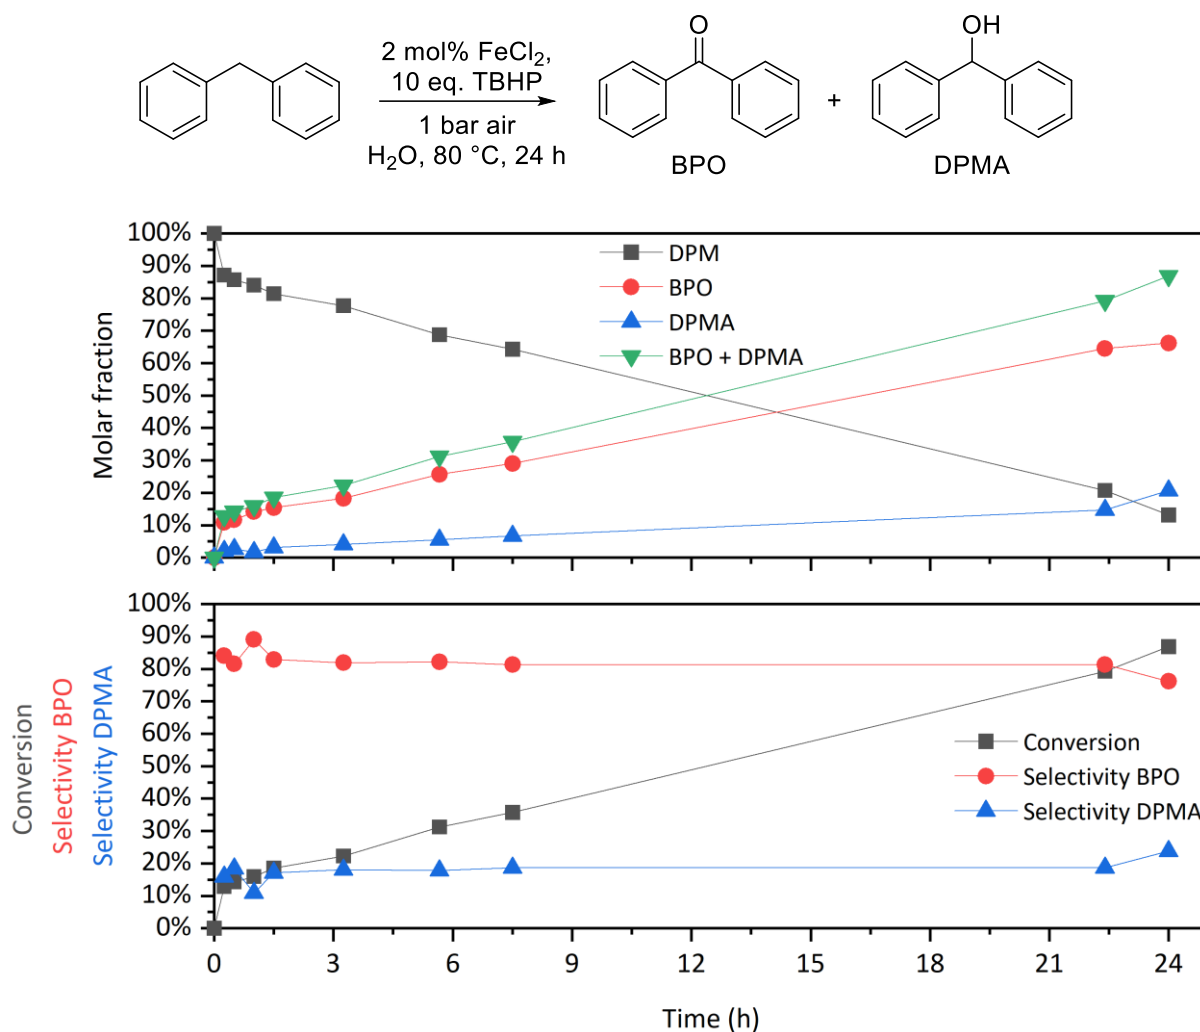 O
OH
2 mol% FeCl₂,
10 eq. TBHP
1 bar air
H₂O, 80 °C, 24 h
+
BPO
DPMA
100%
90%
80%
70%
60%
50%
40%
30%
20%
10%
0%
Molar fraction
DPM
BPO
DPMA
BPO + DPMA
100%
90%
80%
70%
60%
50%
40%
30%
20%
10%
0%
Conversion
Selectivity BPO
Selectivity DPMA
Conversion
Selectivity BPO
Selectivity DPMA
0 3 6 9 12 15 18 21 24
Time (h)